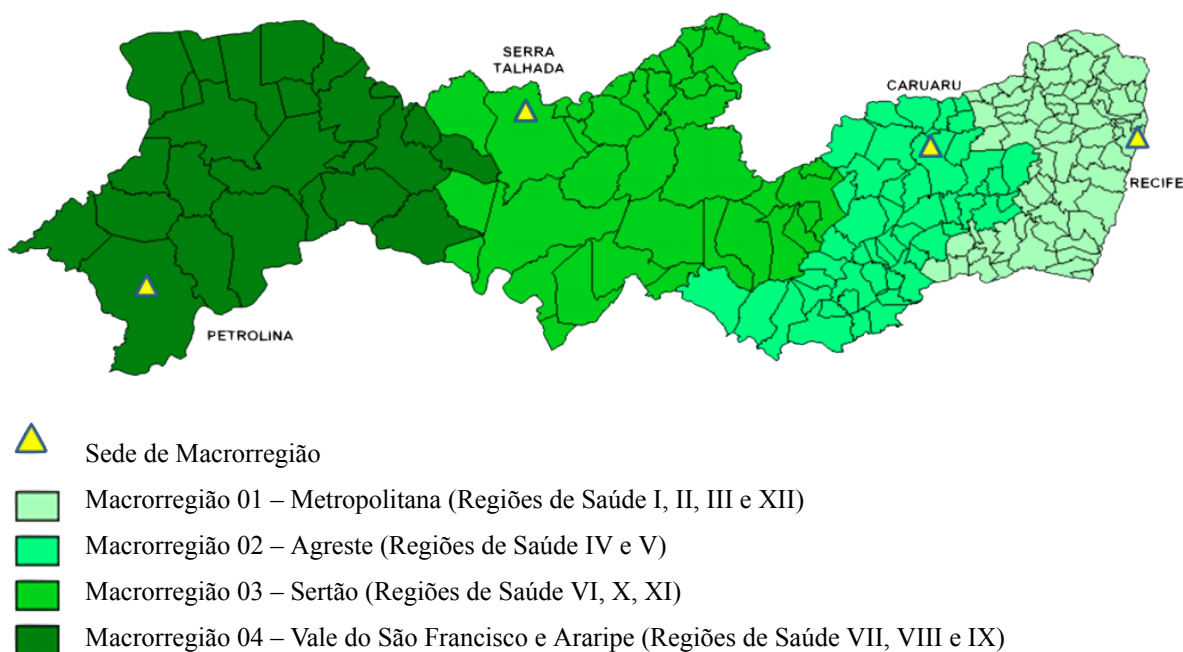 SERRA
TALHADA
CARUARU
RECIFE
PETROLINA
Sede de Macrorregião
Macrorregião 01 – Metropolitana (Regiões de Saúde I, II, III e XII)
Macrorregião 02 – Agreste (Regiões de Saúde IV e V)
Macrorregião 03 – Sertão (Regiões de Saúde VI, X, XI)
Macrorregião 04 – Vale do São Francisco e Araripe (Regiões de Saúde VII, VIII e IX)